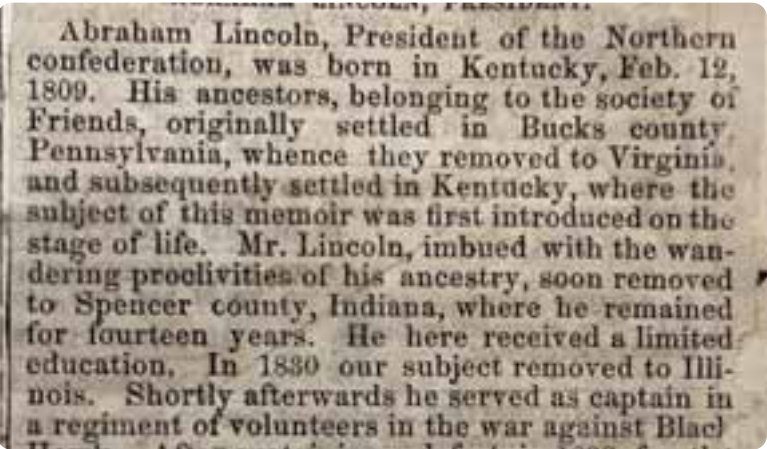 LINCOLN, PRESIDENT.
Abraham Lincoln, President of the Northern
confederation, was born in Kentucky, Feb. 12,
1809. His ancestors, belonging to the society of
Friends, originally settled in Bucks county,
Pennsylvania, whence they removed to Virginia,
and subsequently settled in Kentucky, where the
subject of this memoir was first introduced on the
stage of life. Mr. Lincoln, imbued with the wan-
dering proclivities of his ancestry, soon removed
to Spencer county, Indiana, where he remained
for fourteen years. He here received a limited
education. In 1830 our subject removed to Illi-
nois. Shortly afterwards he served as captain in
a regiment of volunteers in the war against Black